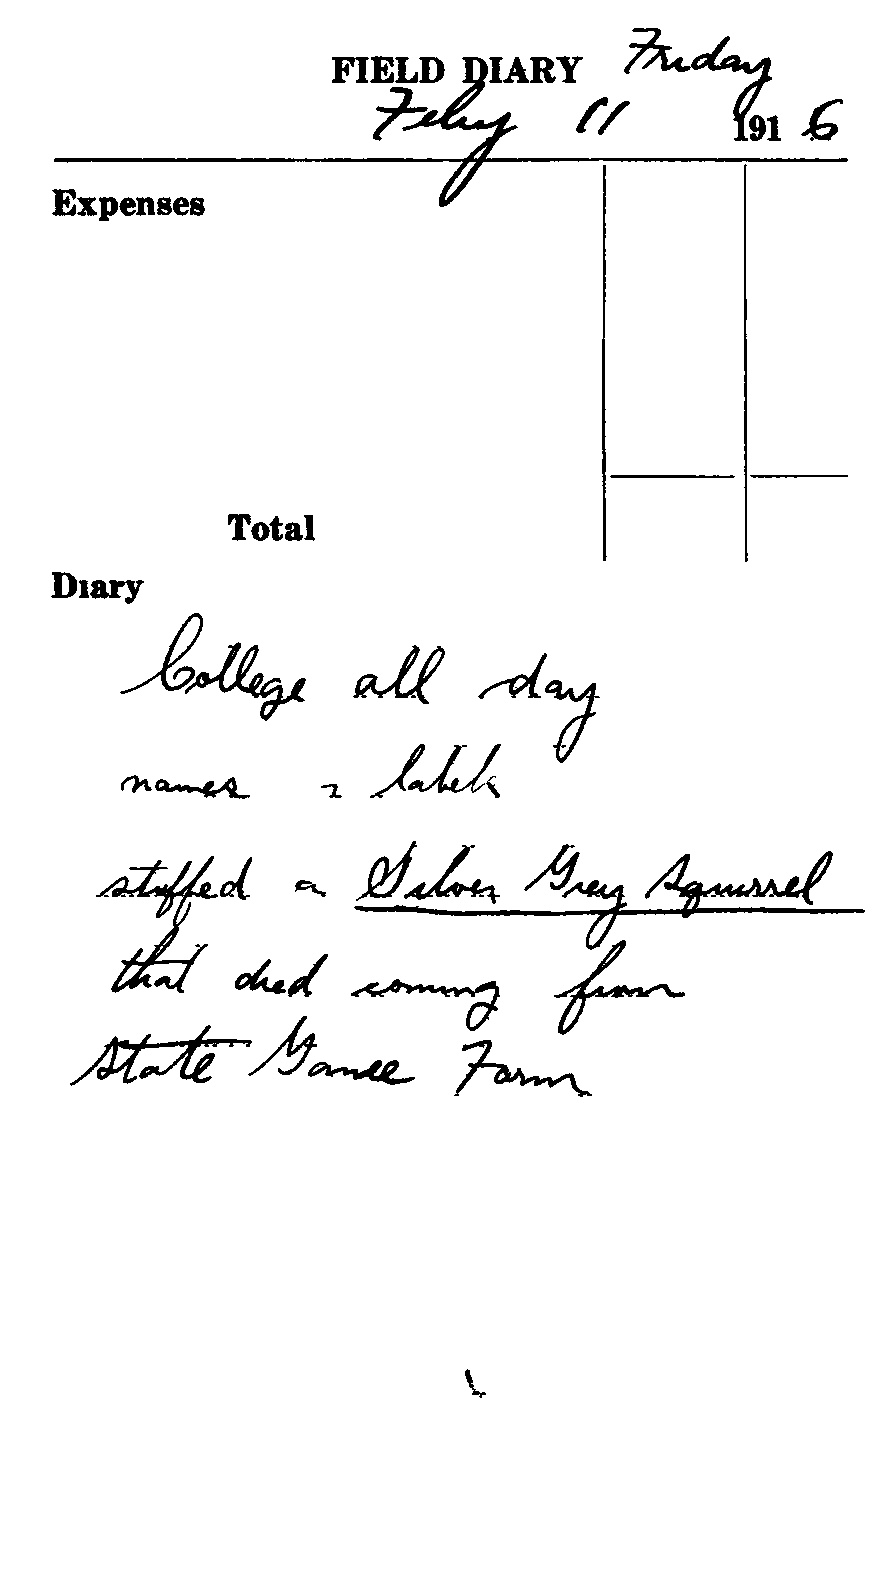 FIELD DIARY Friday
Feby 11 1916
Expenses
Total
Diary
College all day
names & labels
stuffed a Silver Grey Squirrel
that died coming from
State Game Farm